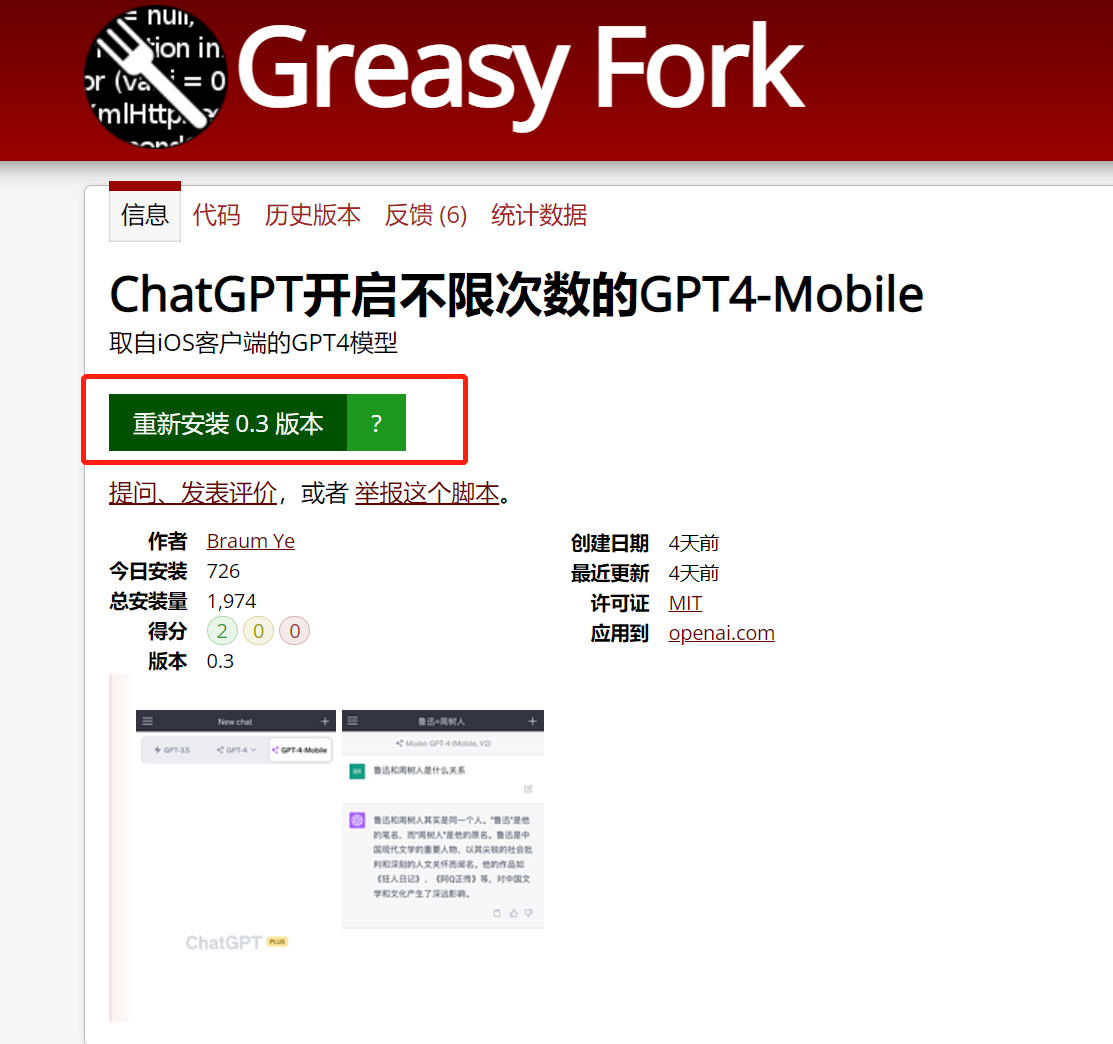 = null,
tion in
or (va i = 0
XmlHttp
Greasy Fork
信息 代码 历史版本 反馈 (6) 统计数据
ChatGPT开启不限次数的GPT4-Mobile
取自iOS客户端的GPT4模型
重新安装 0.3 版本 ?
提问、发表评价，或者 举报这个脚本。
作者 Braum Ye
今日安装 726
总安装量 1,974
得分 2 0 0
版本 0.3
创建日期 4天前
最近更新 4天前
许可证 MIT
应用到 openai.com
New chat
GPT-3.5 GPT-4 GPT-4-Mobile
ChatGPT PLUS
鲁迅=周树人
Model: GPT-4 (Mobile, V2)
鲁迅和周树人是什么关系
鲁迅和周树人其实是同一个人。"鲁迅"是他
的笔名，而"周树人"是他的原名。鲁迅是中
国现代文学的重要人物，以其尖锐的社会批
判和深刻的人文关怀而闻名。他的作品如
《狂人日记》、《阿Q正传》等，对中国文
学和文化产生了深远影响。